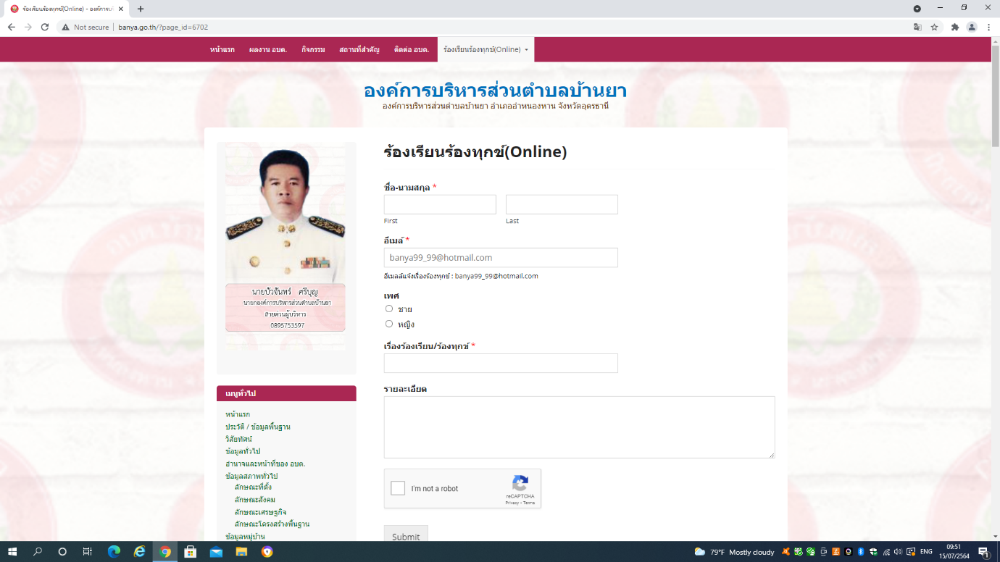 ร้องเรียนร้องทุกข์(Online) – องค์การบริ
Not secure
banya.go.th/?page_id=6702
หน้าแรก ผลงาน อบต. กิจกรรม สถานที่สำคัญ ติดต่อ อบต. ร้องเรียนร้องทุกข์(Online)
องค์การบริหารส่วนตำบลบ้านยา
องค์การบริหารส่วนตำบลบ้านยา อำเภออำหนองหาน จังหวัดอุดรธานี
นายบัวจันทร์ ศรีบุญ
นายกองค์การบริหารส่วนตำบลบ้านยา
สายด่วนผู้บริหาร
0895753597
เมนูทั่วไป
หน้าแรก
ประวัติ / ข้อมูลพื้นฐาน
วิสัยทัศน์
ข้อมูลทั่วไป
อำนาจและหน้าที่ของ อบต.
ข้อมูลสภาพทั่วไป
ลักษณะที่ตั้ง
ลักษณะสังคม
ลักษณะเศรษฐกิจ
ลักษณะโครงสร้างพื้นฐาน
ข้อมูลหมู่บ้าน
ร้องเรียนร้องทุกข์(Online)
ชื่อ-นามสกุล *
First Last
อีเมล์ *
banya99_99@hotmail.com
อีเมลล์แจ้งเรื่องร้องทุกข์ : banya99_99@hotmail.com
เพศ
ชาย
หญิง
เรื่องร้องเรียน/ร้องทุกข์ *
รายละเอียด
I'm not a robot
reCAPTCHA
Privacy - Terms
Submit
79°F Mostly cloudy
ENG
09:51
15/07/2564
1